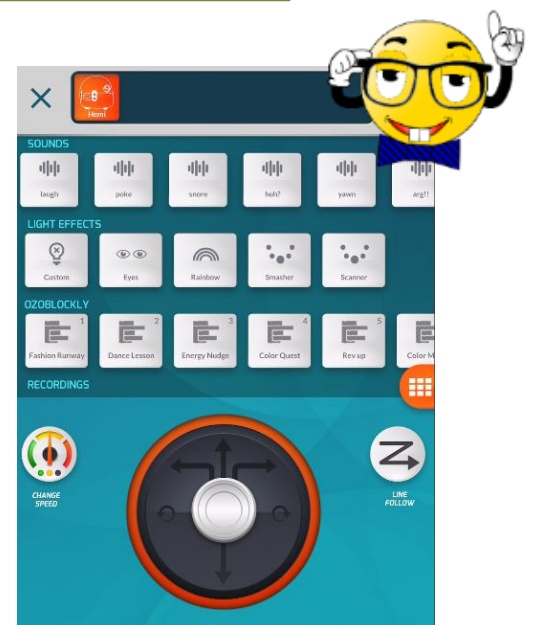 Hemi
SOUNDS
laugh poke snore huh? yawn arg!!
LIGHT EFFECTS
Custom Eyes Rainbow Smasher Scanner
OZOBLOCKLY
1 2 3 4 5
Fashion Runway Dance Lesson Energy Nudge Color Quest Rev up Color M
RECORDINGS
CHANGE
SPEED
LINE
FOLLOW